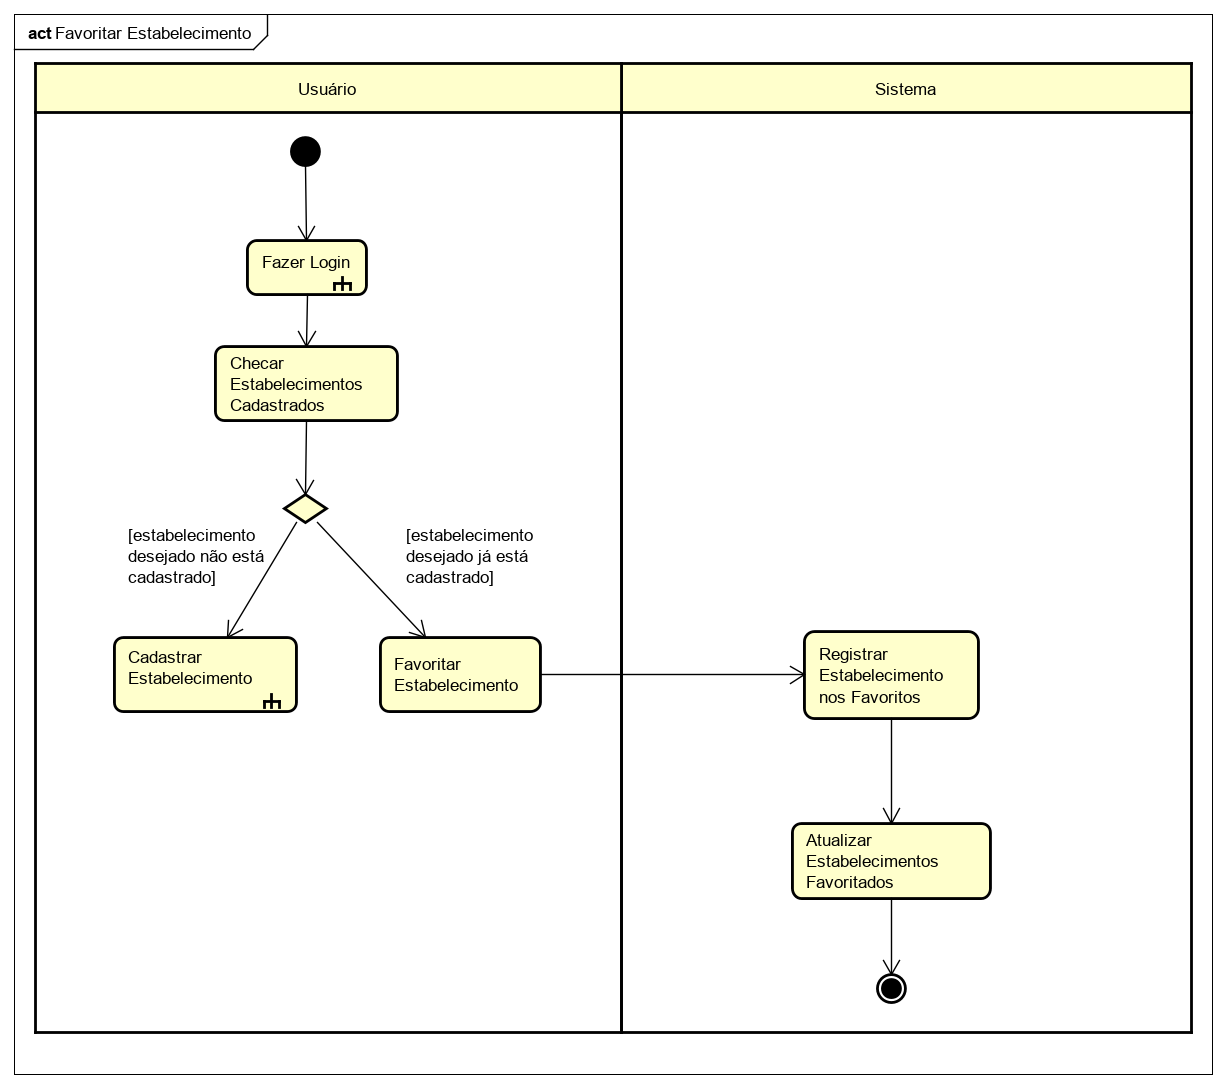 act Favoritar Estabelecimento
Usuário
Sistema
Fazer Login
Checar
Estabelecimentos
Cadastrados
[estabelecimento
desejado não está
cadastrado]
[estabelecimento
desejado já está
cadastrado]
Cadastrar
Estabelecimento
Favoritar
Estabelecimento
Registrar
Estabelecimento
nos Favoritos
Atualizar
Estabelecimentos
Favoritados